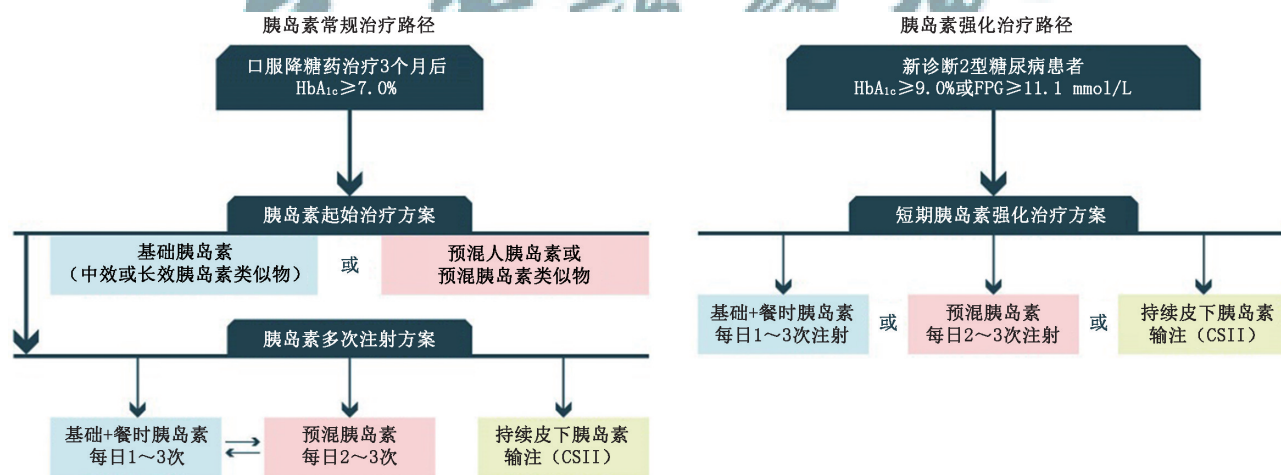 胰岛素常规治疗路径
口服降糖药治疗3个月后
HbA₁c≥7.0%
胰岛素起始治疗方案
基础胰岛素
（中效或长效胰岛素类似物）
或
预混人胰岛素或
预混胰岛素类似物
胰岛素多次注射方案
基础+餐时胰岛素
每日1～3次
预混胰岛素
每日2～3次
持续皮下胰岛素
输注（CSII）
胰岛素强化治疗路径
新诊断2型糖尿病患者
HbA₁c≥9.0%或FPG≥11.1 mmol/L
短期胰岛素强化治疗方案
基础+餐时胰岛素
每日1～3次注射
或
预混胰岛素
每日2～3次注射
或
持续皮下胰岛素
输注（CSII）